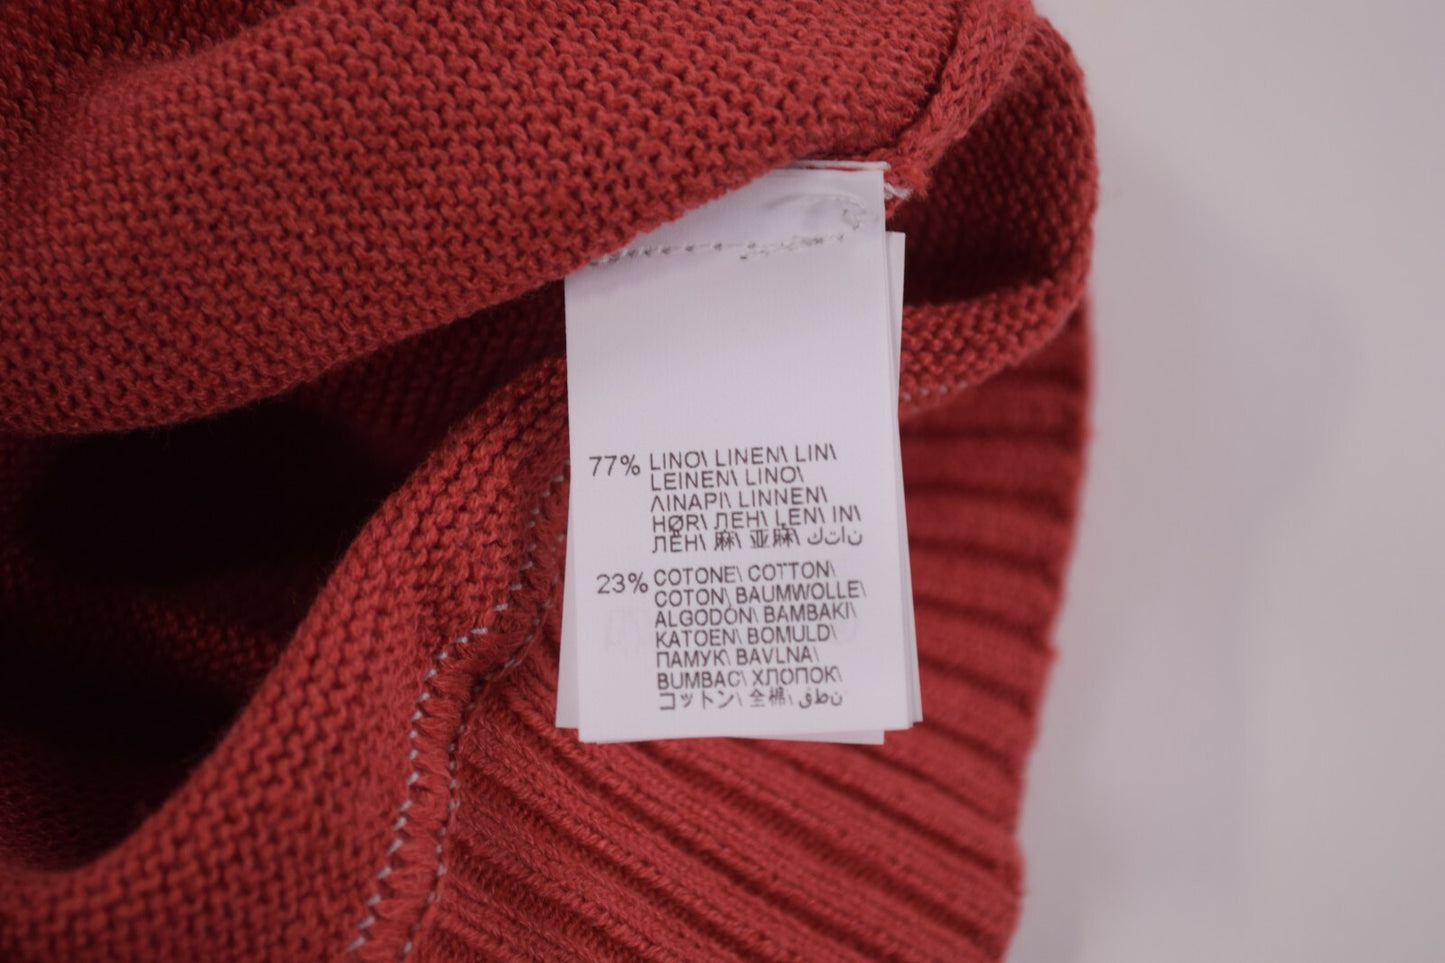 77% LINO\ LINEN\ LIN\
LEINEN\ LINO\
ΛΙΝΑΡΙ\ LINNEN\
HØR\ ЛЕН\ LEN\ IN\
ЛЕН\ 麻\ 亚麻\ كتان
23% COTONE\ COTTON\
COTON\ BAUMWOLLE\
ALGODÓN\ BAMBAKI\
KATOEN\ BOMULD\
ПАМУК\ BAVLNA\
BUMBAC\ ХЛОПОК\
コットン\ 全棉\ قطن